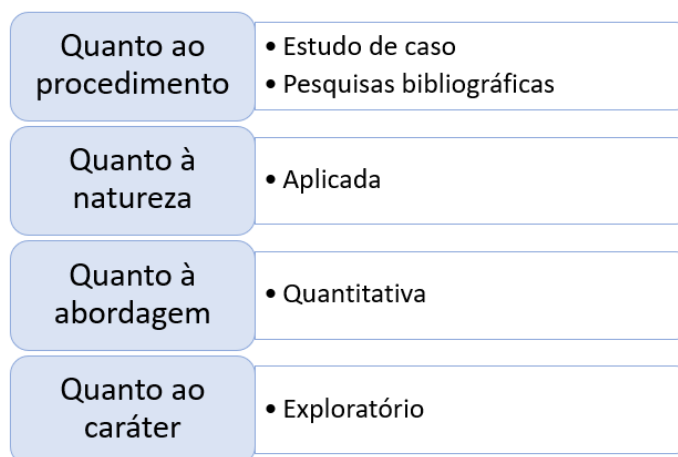 Quanto ao
procedimento
• Estudo de caso
• Pesquisas bibliográficas
Quanto à
natureza
• Aplicada
Quanto à
abordagem
• Quantitativa
Quanto ao
caráter
• Exploratório